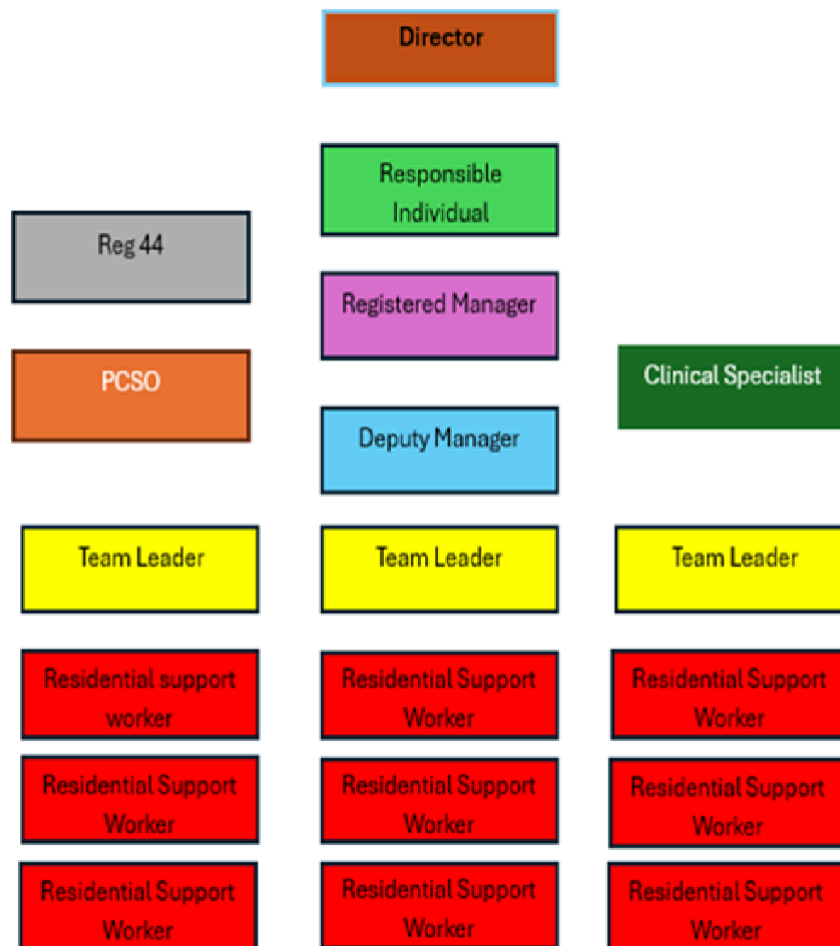 Director
Responsible
Individual
Reg 44
Registered Manager
PCSO
Clinical Specialist
Deputy Manager
Team Leader
Team Leader
Team Leader
Residential support
worker
Residential Support
Worker
Residential Support
Worker
Residential Support
Worker
Residential Support
Worker
Residential Support
Worker
Residential Support
Worker
Residential Support
Worker
Residential Support
Worker